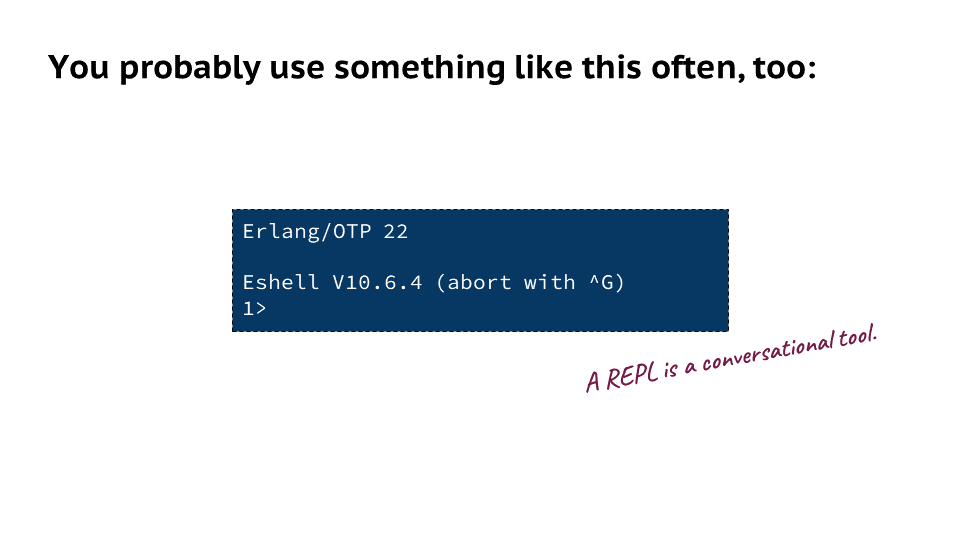 You probably use something like this often, too:
Erlang/OTP 22
Eshell V10.6.4 (abort with ^G)
1>
A REPL is a conversational tool.